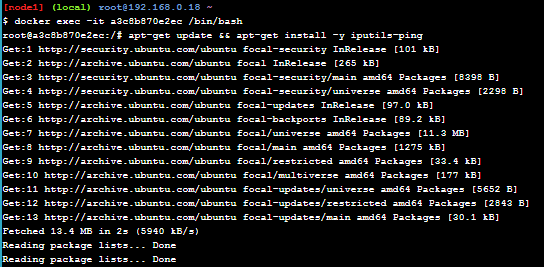 [node1] (local) root@192.168.0.18 ~
$ docker exec -it a3c8b870e2ec /bin/bash
root@a3c8b870e2ec:/# apt-get update && apt-get install -y iputils-ping
Get:1 http://security.ubuntu.com/ubuntu focal-security InRelease [101 kB]
Get:2 http://archive.ubuntu.com/ubuntu focal InRelease [265 kB]
Get:3 http://security.ubuntu.com/ubuntu focal-security/main amd64 Packages [8398 B]
Get:4 http://security.ubuntu.com/ubuntu focal-security/universe amd64 Packages [2298 B]
Get:5 http://archive.ubuntu.com/ubuntu focal-updates InRelease [97.0 kB]
Get:6 http://archive.ubuntu.com/ubuntu focal-backports InRelease [89.2 kB]
Get:7 http://archive.ubuntu.com/ubuntu focal/universe amd64 Packages [11.3 MB]
Get:8 http://archive.ubuntu.com/ubuntu focal/main amd64 Packages [1275 kB]
Get:9 http://archive.ubuntu.com/ubuntu focal/restricted amd64 Packages [33.4 kB]
Get:10 http://archive.ubuntu.com/ubuntu focal/multiverse amd64 Packages [177 kB]
Get:11 http://archive.ubuntu.com/ubuntu focal-updates/universe amd64 Packages [5652 B]
Get:12 http://archive.ubuntu.com/ubuntu focal-updates/restricted amd64 Packages [2843 B]
Get:13 http://archive.ubuntu.com/ubuntu focal-updates/main amd64 Packages [30.1 kB]
Fetched 13.4 MB in 2s (5940 kB/s)
Reading package lists... Done
Reading package lists... Done